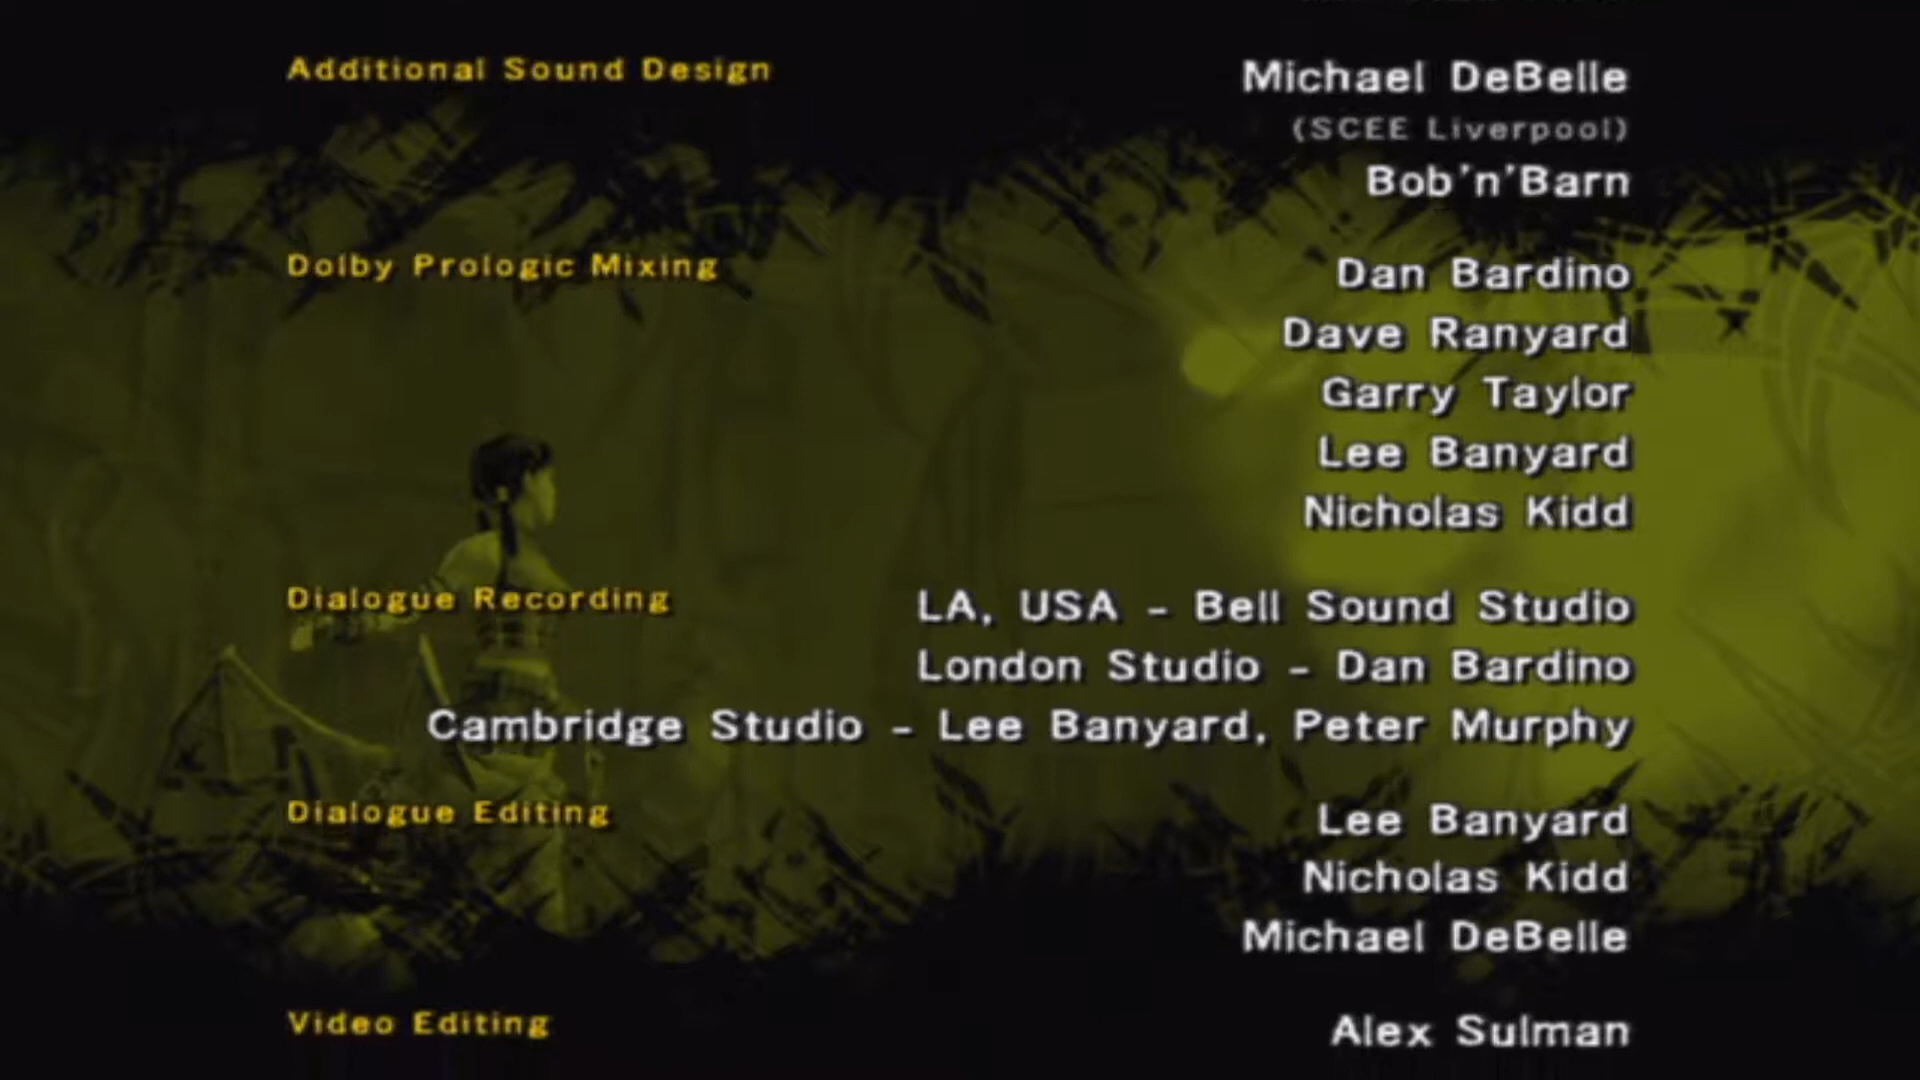 Additional Sound Design Michael DeBelle
(SCEE Liverpool)
Bob'n'Barn
Dolby Prologic Mixing Dan Bardino
Dave Ranyard
Garry Taylor
Lee Banyard
Nicholas Kidd
Dialogue Recording LA, USA - Bell Sound Studio
London Studio - Dan Bardino
Cambridge Studio - Lee Banyard, Peter Murphy
Dialogue Editing Lee Banyard
Nicholas Kidd
Michael DeBelle
Video Editing Alex Sulman